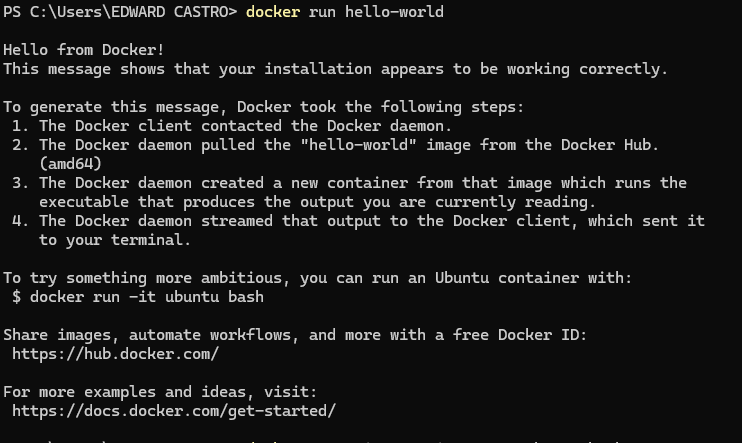 PS C:\Users\EDWARD CASTRO> docker run hello-world
Hello from Docker!
This message shows that your installation appears to be working correctly.
To generate this message, Docker took the following steps:
1. The Docker client contacted the Docker daemon.
2. The Docker daemon pulled the "hello-world" image from the Docker Hub.
(amd64)
3. The Docker daemon created a new container from that image which runs the
executable that produces the output you are currently reading.
4. The Docker daemon streamed that output to the Docker client, which sent it
to your terminal.
To try something more ambitious, you can run an Ubuntu container with:
$ docker run -it ubuntu bash
Share images, automate workflows, and more with a free Docker ID:
https://hub.docker.com/
For more examples and ideas, visit:
https://docs.docker.com/get-started/